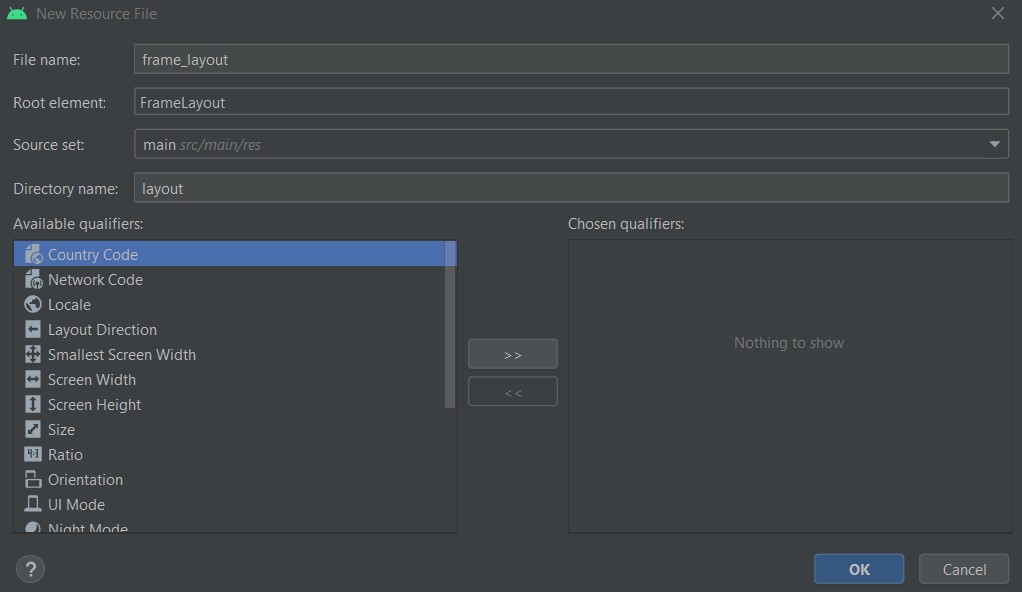 New Resource File
File name: frame_layout
Root element: FrameLayout
Source set: main src/main/res
Directory name: layout
Available qualifiers:
Chosen qualifiers:
Country Code
Network Code
Locale
Layout Direction
Smallest Screen Width
Screen Width
Screen Height
Size
4:3 Ratio
Orientation
UI Mode
Night Mode
>>
<<
Nothing to show
?
OK
Cancel